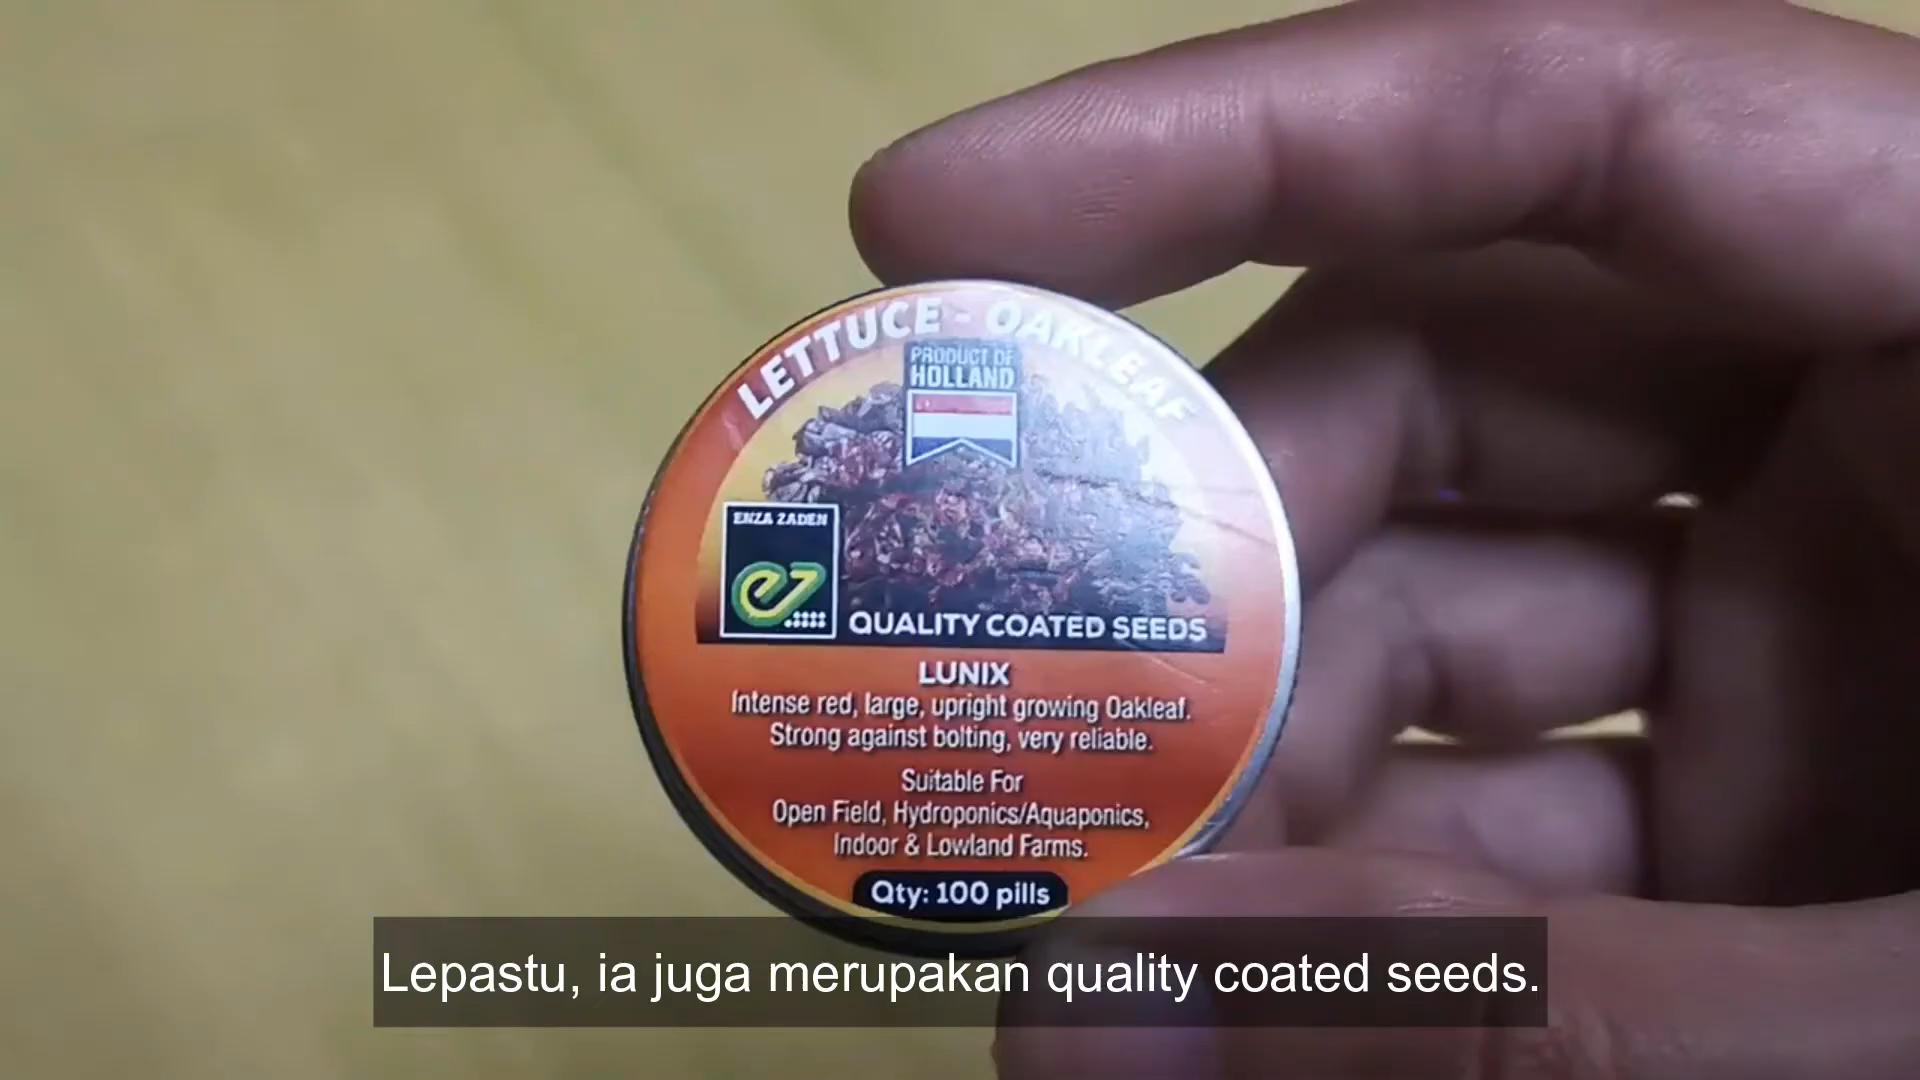 LETTUCE - OAKLEAF
PRODUCT OF
HOLLAND
ENZA ZADEN
QUALITY COATED SEEDS
LUNIX
Intense red, large, upright growing Oakleaf.
Strong against bolting, very reliable.
Suitable For
Open Field, Hydroponics/Aquaponics,
Indoor & Lowland Farms.
Qty: 100 pills
Lepastu, ia juga merupakan quality coated seeds.